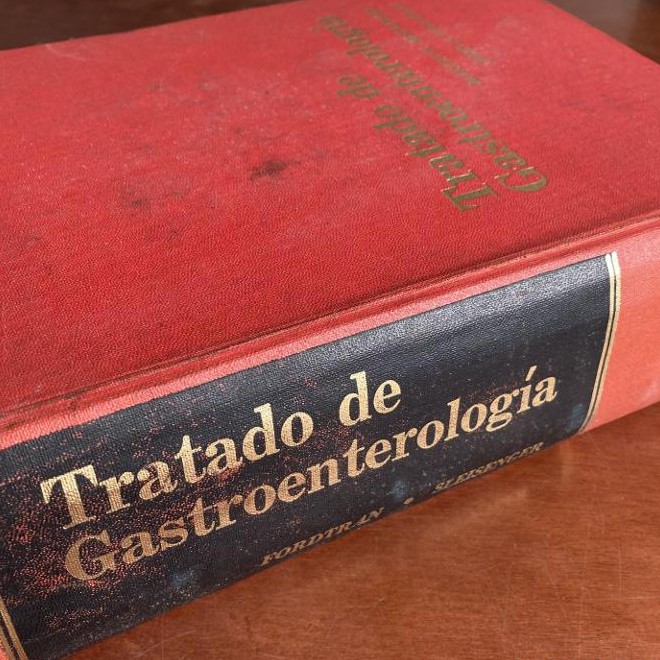 Tratado de
Gastroenterología
Tratado de
Gastroenterología
FORDTRAN • SLEISENGER